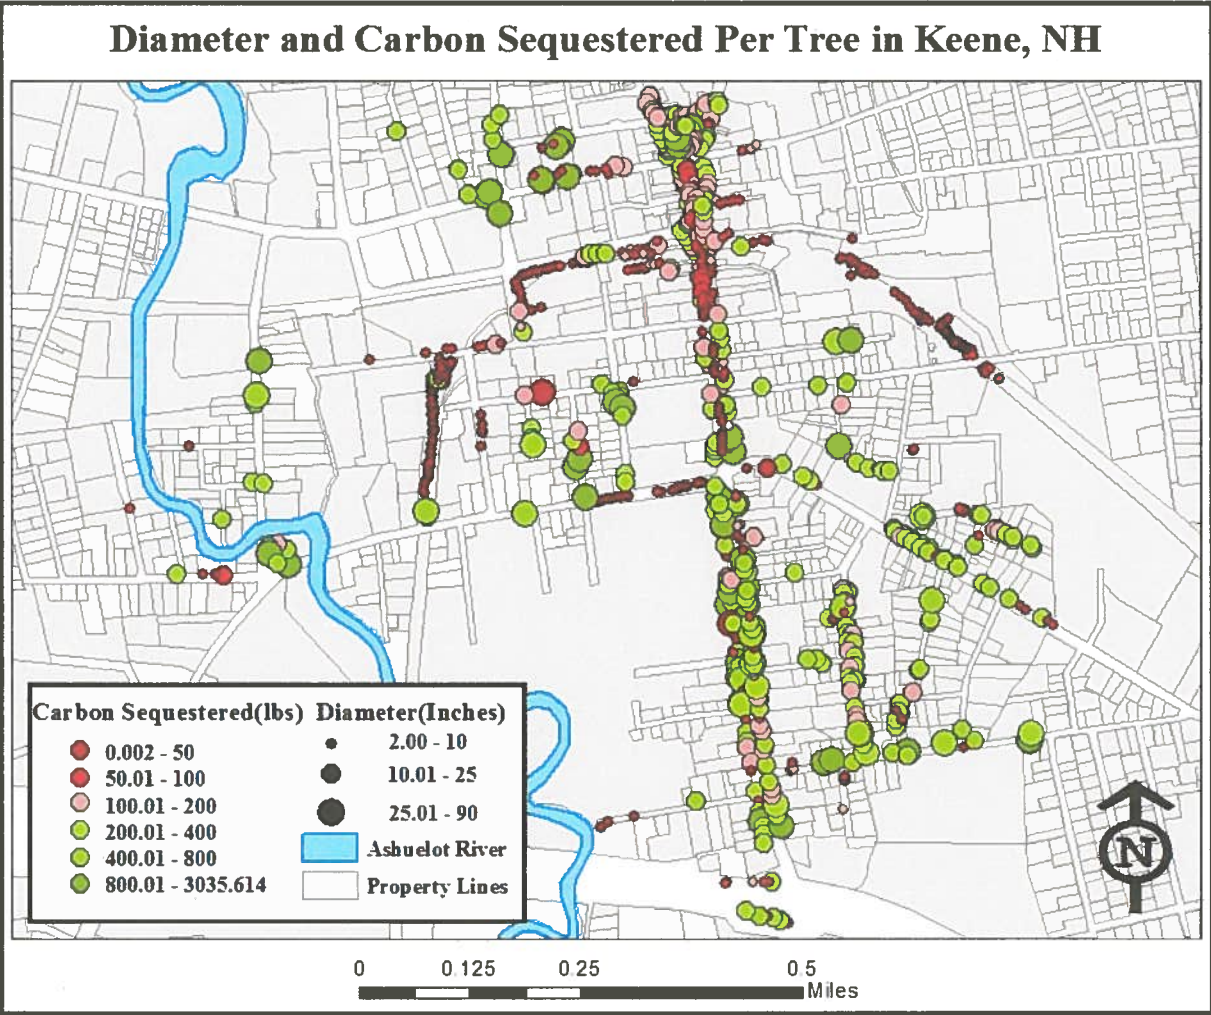 Diameter and Carbon Sequestered Per Tree in Keene, NH
Carbon Sequestered(lbs) Diameter(Inches)
0.002 - 50
50.01 - 100
100.01 - 200
200.01 - 400
400.01 - 800
800.01 - 3035.614
2.00 - 10
10.01 - 25
25.01 - 90
Ashuelot River
Property Lines
N
0 0.125 0.25 0.5
Miles